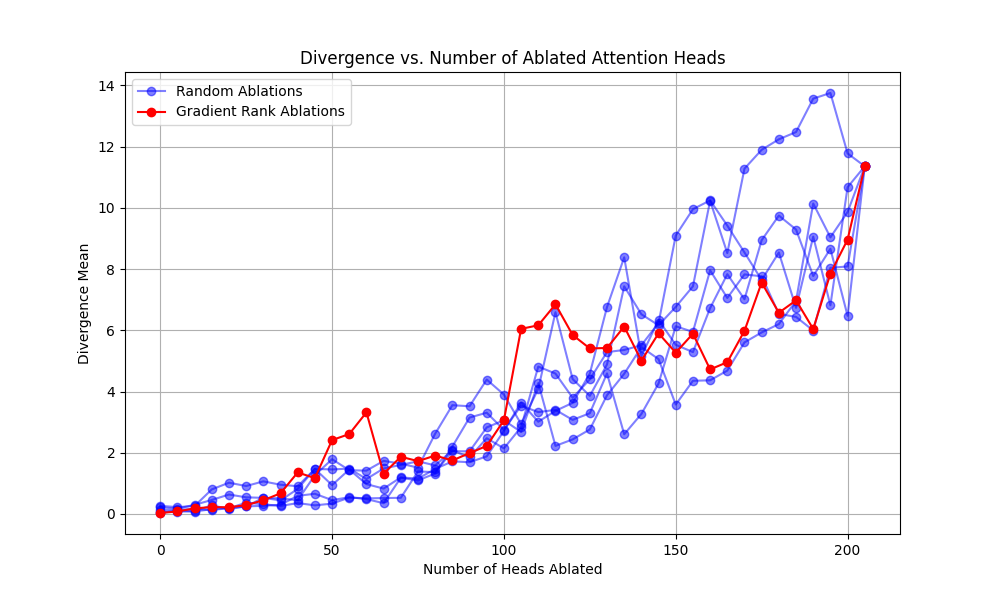 Divergence vs. Number of Ablated Attention Heads
Random Ablations
Gradient Rank Ablations
14
12
10
8
6
4
2
0
Divergence Mean
0 50 100 150 200
Number of Heads Ablated